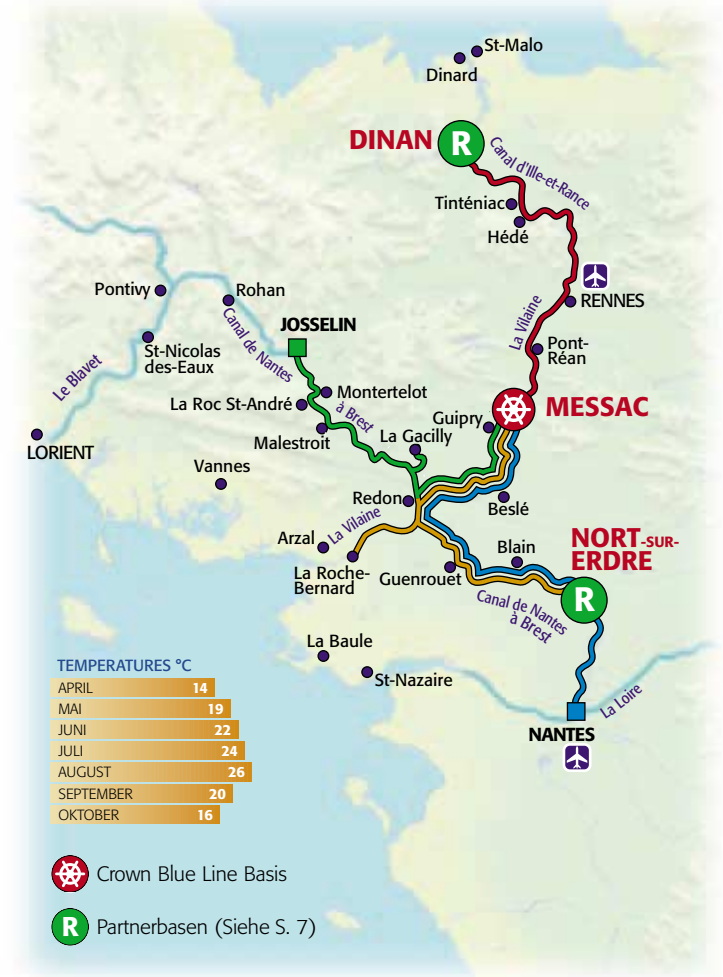 St-Malo
Dinard
DINAN
R
Canal d'Ille-et-Rance
Tinténiac
Hédé
Pontivy
Rohan
RENNES
JOSSELIN
La Vilaine
Canal de Nantes
St-Nicolas
des-Eaux
Pont-
Réan
Le Blavet
Montertelot
La Roc St-André
à Brest
MESSAC
Guipry
Malestroit
La Gacilly
LORIENT
Vannes
Redon
Beslé
La Vilaine
Arzal
NORT-SUR-
ERDRE
Blain
La Roche-
Bernard
Guenrouet
R
Canal de Nantes
à Brest
La Baule
St-Nazaire
La Loire
NANTES
TEMPERATURES °C
APRIL 14
MAI 19
JUNI 22
JULI 24
AUGUST 26
SEPTEMBER 20
OKTOBER 16
Crown Blue Line Basis
R Partnerbasen (Siehe S. 7)